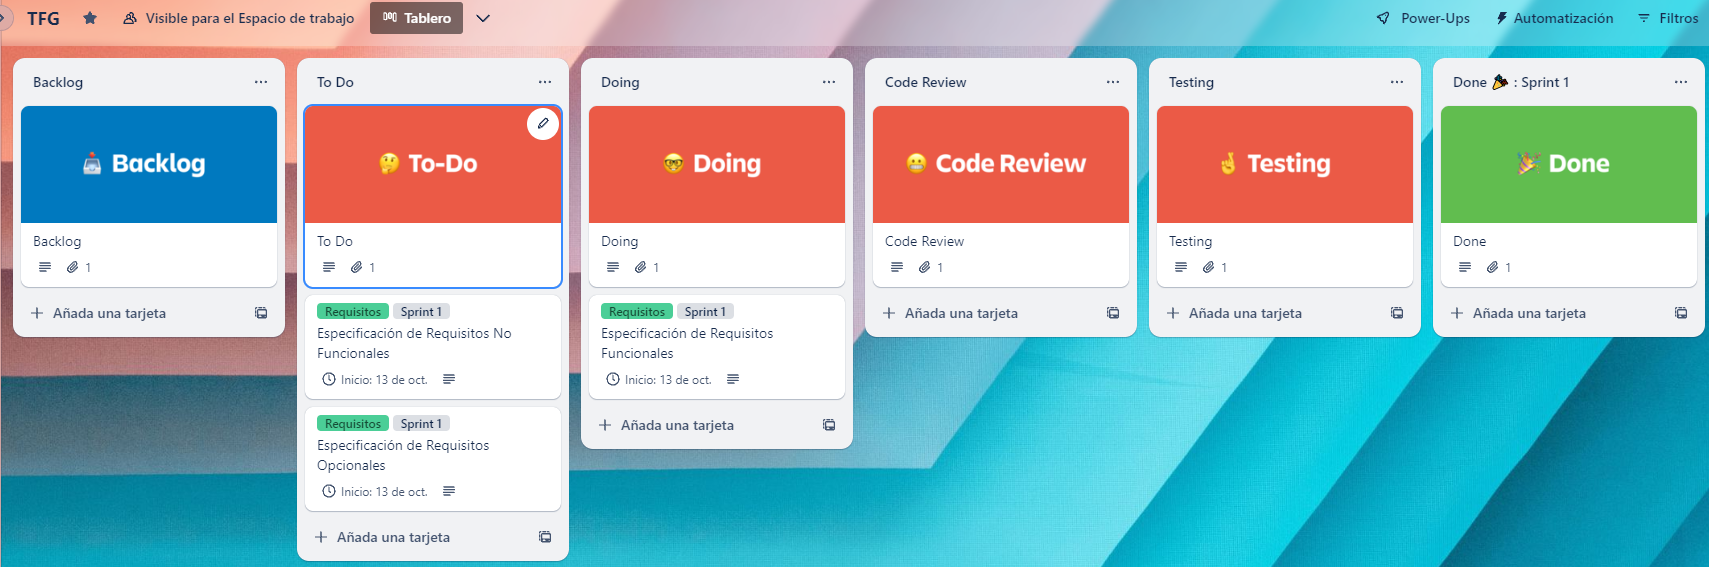 TFG
Visible para el Espacio de trabajo
Tablero
Power-Ups
Automatización
Filtros
Backlog
Backlog
Backlog
1
Añada una tarjeta
To Do
To-Do
To Do
1
Requisitos Sprint 1
Especificación de Requisitos No
Funcionales
Inicio: 13 de oct.
Requisitos Sprint 1
Especificación de Requisitos
Opcionales
Inicio: 13 de oct.
Añada una tarjeta
Doing
Doing
Doing
1
Requisitos Sprint 1
Especificación de Requisitos
Funcionales
Inicio: 13 de oct.
Añada una tarjeta
Code Review
Code Review
Code Review
1
Añada una tarjeta
Testing
Testing
Testing
1
Añada una tarjeta
Done 🎉 : Sprint 1
Done
Done
1
Añada una tarjeta